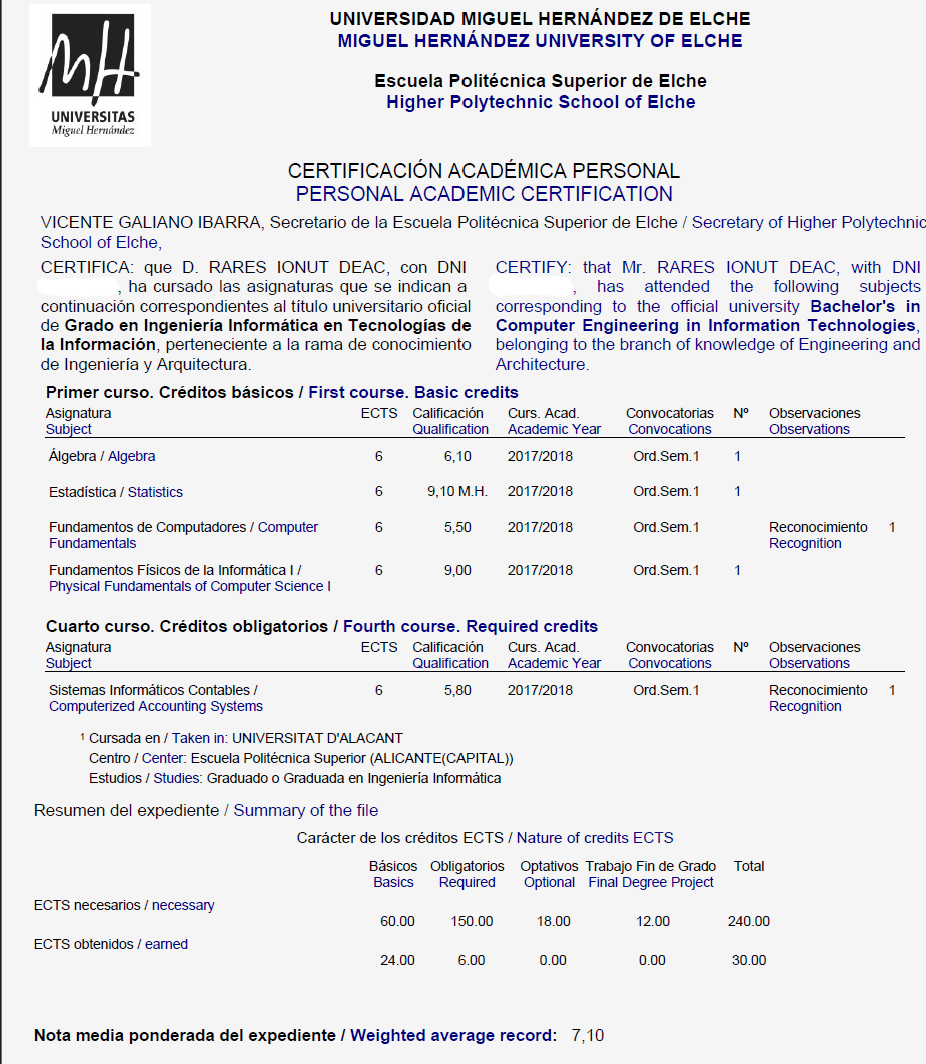 UNIVERSITAS
Miguel Hernández
UNIVERSIDAD MIGUEL HERNÁNDEZ DE ELCHE
MIGUEL HERNÁNDEZ UNIVERSITY OF ELCHE
Escuela Politécnica Superior de Elche
Higher Polytechnic School of Elche
CERTIFICACIÓN ACADÉMICA PERSONAL
PERSONAL ACADEMIC CERTIFICATION
VICENTE GALIANO IBARRA, Secretario de la Escuela Politécnica Superior de Elche / Secretary of Higher Polytechnic
School of Elche,
CERTIFICA: que D. RARES IONUT DEAC, con DNI
, ha cursado las asignaturas que se indican a
continuación correspondientes al título universitario oficial
de Grado en Ingeniería Informática en Tecnologías de
la Información, perteneciente a la rama de conocimiento
de Ingeniería y Arquitectura.
CERTIFY: that Mr. RARES IONUT DEAC, with DNI
, has attended the following subjects
corresponding to the official university Bachelor's in
Computer Engineering in Information Technologies,
belonging to the branch of knowledge of Engineering and
Architecture.
Primer curso. Créditos básicos / First course. Basic credits
Asignatura ECTS Calificación Curs. Acad. Convocatorias Nº Observaciones
Subject Qualification Academic Year Convocations Observations
Álgebra / Algebra 6 6,10 2017/2018 Ord.Sem.1 1
Estadística / Statistics 6 9,10 M.H. 2017/2018 Ord.Sem.1 1
Fundamentos de Computadores / Computer 6 5,50 2017/2018 Ord.Sem.1 Reconocimiento 1
Fundamentals Recognition
Fundamentos Físicos de la Informática I / 6 9,00 2017/2018 Ord.Sem.1 1
Physical Fundamentals of Computer Science I
Cuarto curso. Créditos obligatorios / Fourth course. Required credits
Asignatura ECTS Calificación Curs. Acad. Convocatorias Nº Observaciones
Subject Qualification Academic Year Convocations Observations
Sistemas Informáticos Contables / 6 5,80 2017/2018 Ord.Sem.1 Reconocimiento 1
Computerized Accounting Systems Recognition
1 Cursada en / Taken in: UNIVERSITAT D'ALACANT
Centro / Center: Escuela Politécnica Superior (ALICANTE(CAPITAL))
Estudios / Studies: Graduado o Graduada en Ingeniería Informática
Resumen del expediente / Summary of the file
Carácter de los créditos ECTS / Nature of credits ECTS
Básicos Obligatorios Optativos Trabajo Fin de Grado Total
Basics Required Optional Final Degree Project
ECTS necesarios / necessary
60.00 150.00 18.00 12.00 240.00
ECTS obtenidos / earned
24.00 6.00 0.00 0.00 30.00
Nota media ponderada del expediente / Weighted average record: 7,10